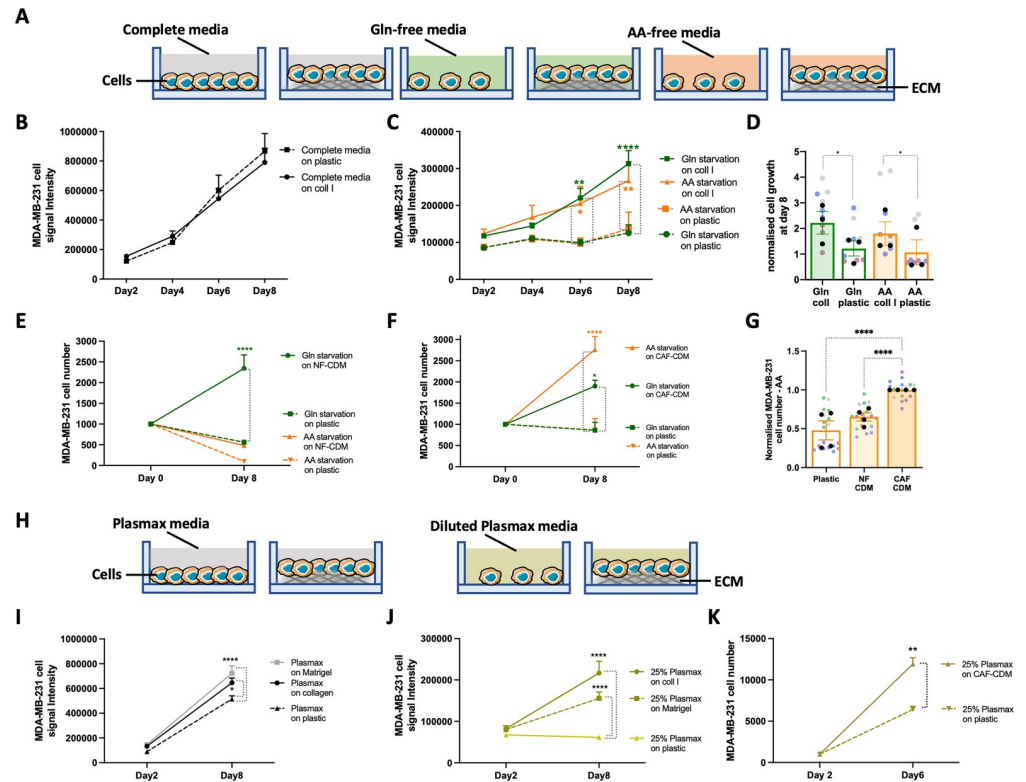 A
Complete media
Gln-free media
AA-free media
Cells
ECM
B
MDA-MB-231 cell
signal Intensity
1000000
800000
600000
400000
200000
0
Day2
Day4
Day6
Day8
Complete media
on plastic
Complete media
on coll I
C
MDA-MB-231 cell
signal Intensity
400000
300000
200000
100000
0
Day2
Day4
Day6
Day8
**
*
****
**
Gln starvation
on coll I
AA starvation
on coll I
AA starvation
on plastic
Gln starvation
on plastic
D
normalised cell growth
at day 8
5
4
3
2
1
0
*
*
Gln
coll
Gln
plastic
AA
coll I
AA
plastic
E
MDA-MB-231 cell number
3000
2500
2000
1500
1000
500
0
Day 0
Day 8
****
Gln starvation
on NF-CDM
Gln starvation
on plastic
AA starvation
on NF-CDM
AA starvation
on plastic
F
MDA-MB-231 cell number
3000
2500
2000
1500
1000
500
0
Day 0
Day 8
****
*
AA starvation
on CAF-CDM
Gln starvation
on CAF-CDM
Gln starvation
on plastic
AA starvation
on plastic
G
Normalised MDA-MB-231
cell number - AA
1.5
1.0
0.5
0.0
****
****
Plastic
NF
CDM
CAF
CDM
H
Plasmax media
Diluted Plasmax media
Cells
ECM
I
MDA-MB-231 cell
signal Intensity
1000000
800000
600000
400000
200000
0
Day2
Day8
****
*
Plasmax
on Matrigel
Plasmax
on collagen
Plasmax
on plastic
J
MDA-MB-231 cell
signal Intensity
300000
200000
100000
0
Day2
Day8
****
****
25% Plasmax
on coll I
25% Plasmax
on Matrigel
25% Plasmax
on plastic
K
MDA-MB-231 cell number
15000
10000
5000
0
Day 2
Day6
**
25% Plasmax
on CAF-CDM
25% Plasmax
on plastic